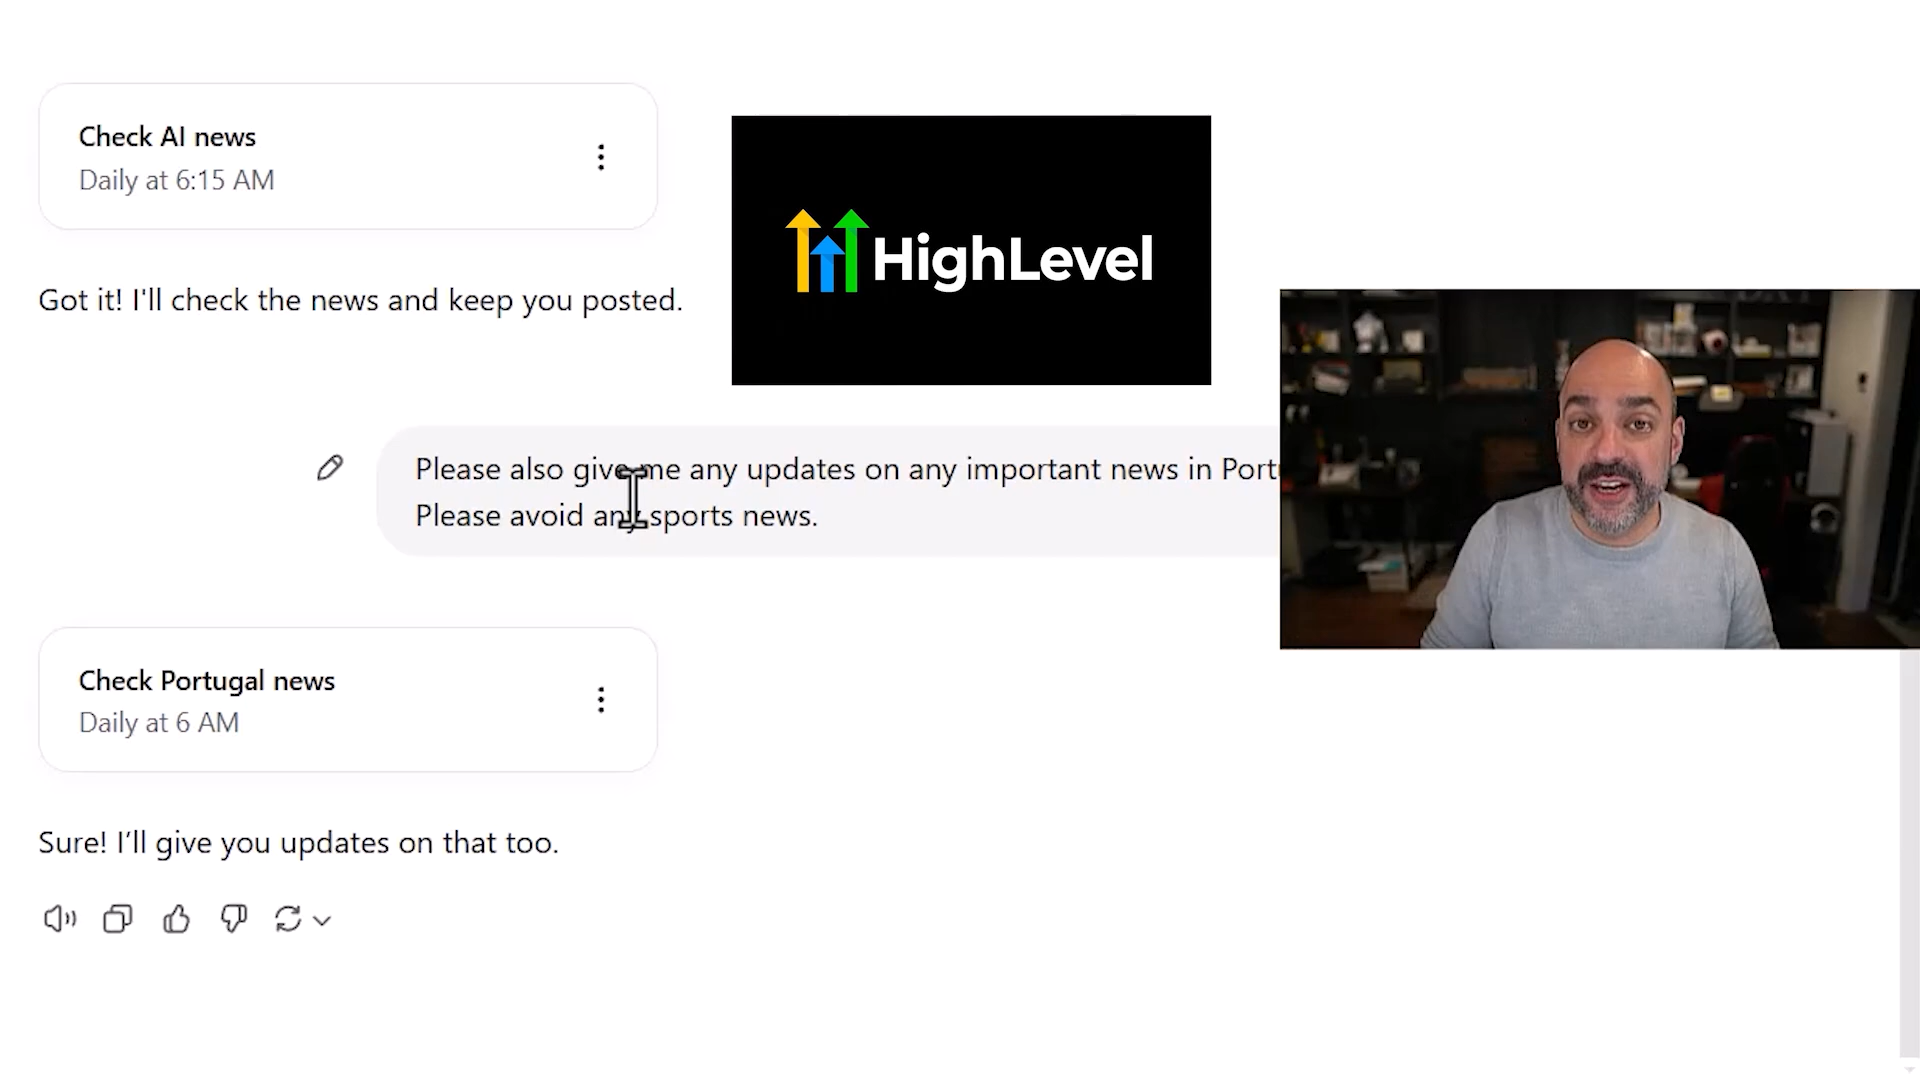 Check AI news
Daily at 6:15 AM
HighLevel
Got it! I'll check the news and keep you posted.
Please also give me any updates on any important news in
Please avoid any sports news.
Check Portugal news
Daily at 6 AM
Sure! I’ll give you updates on that too.